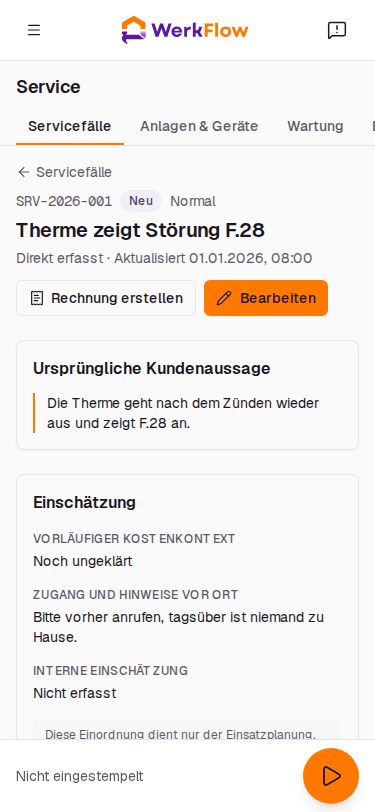 WerkFlow
Service
Servicefälle Anlagen & Geräte Wartung
Servicefälle
SRV-2026-001 Neu Normal
Therme zeigt Störung F.28
Direkt erfasst · Aktualisiert 01.01.2026, 08:00
Rechnung erstellen Bearbeiten
Ursprüngliche Kundenaussage
Die Therme geht nach dem Zünden wieder
aus und zeigt F.28 an.
Einschätzung
VORLÄUFIGER KOSTENKONTEXT
Noch ungeklärt
ZUGANG UND HINWEISE VOR ORT
Bitte vorher anrufen, tagsüber ist niemand zu
Hause.
INTERNE EINSCHÄTZUNG
Nicht erfasst
Diese Einordnung dient nur der Einsatzplanung.
Nicht eingestempelt